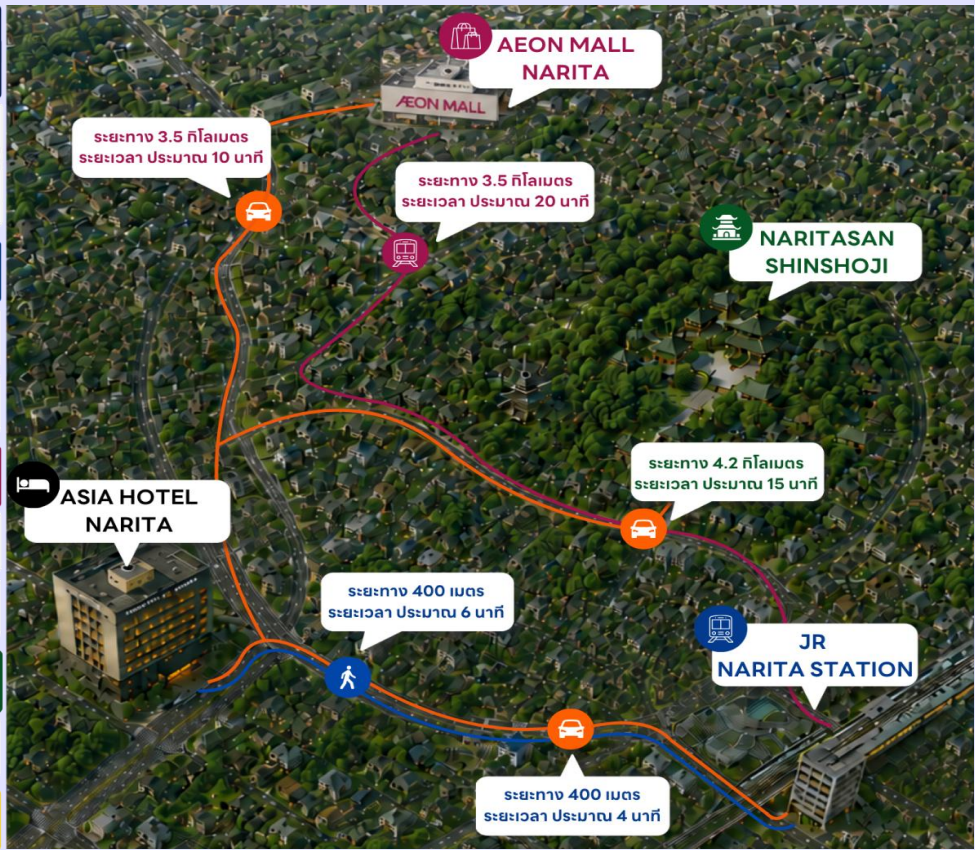 AEON MALL
NARITA
ÆON MALL
ระยะทาง 3.5 กิโลเมตร
ระยะเวลา ประมาณ 10 นาที
ระยะทาง 3.5 กิโลเมตร
ระยะเวลา ประมาณ 20 นาที
NARITASAN
SHINSHOJI
ระยะทาง 4.2 กิโลเมตร
ระยะเวลา ประมาณ 15 นาที
ASIA HOTEL
NARITA
ระยะทาง 400 เมตร
ระยะเวลา ประมาณ 6 นาที
JR
NARITA STATION
ระยะทาง 400 เมตร
ระยะเวลา ประมาณ 4 นาที